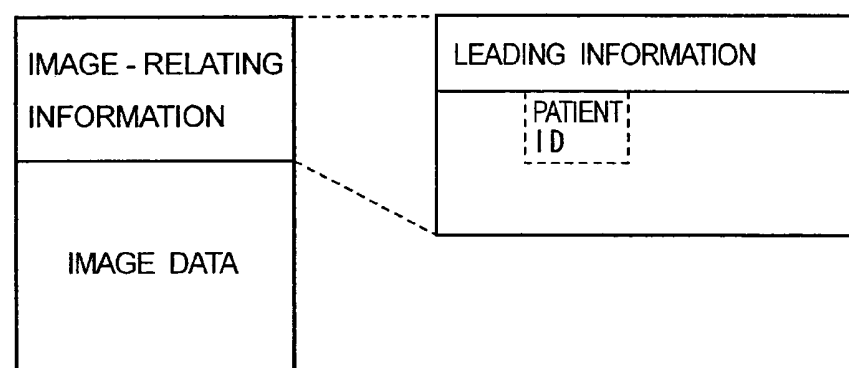 IMAGE - RELATING
INFORMATION
IMAGE DATA
LEADING INFORMATION
PATIENT
ID